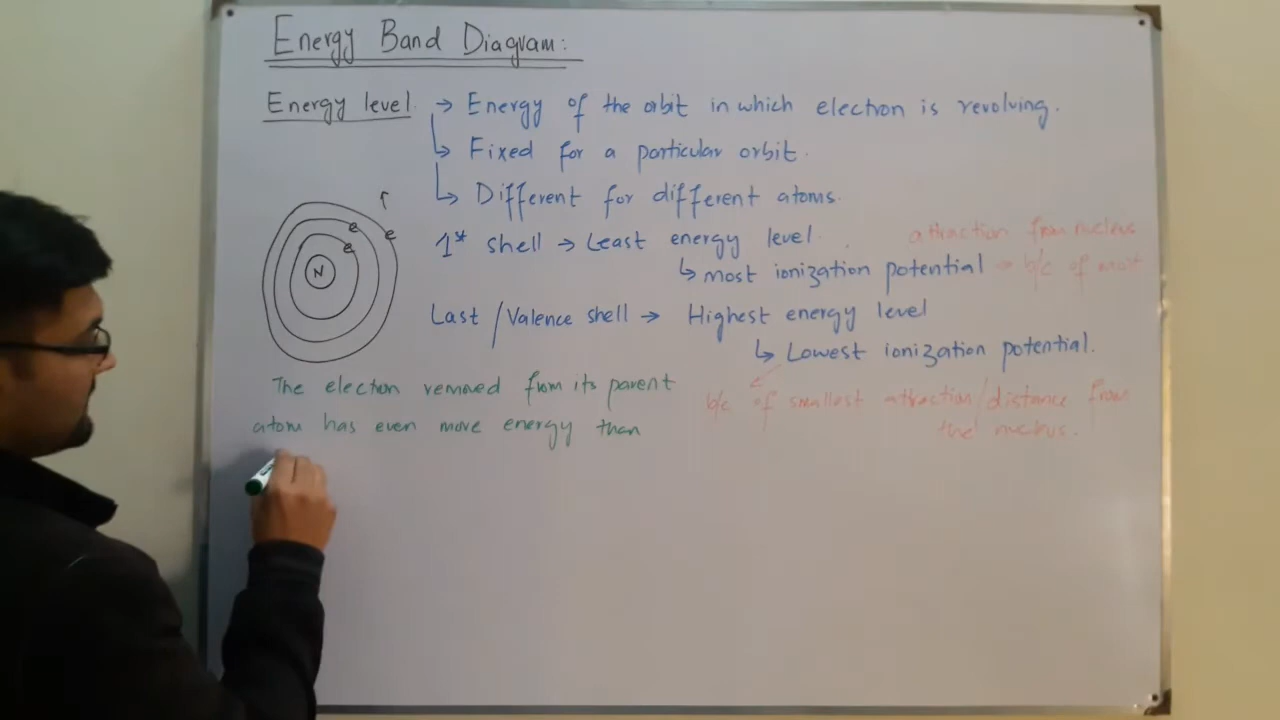 Energy Band Diagram:
Energy level → Energy of the orbit in which electron is revolving.
↳ Fixed for a particular orbit.
↳ Different for different atoms.
e
e
e
N
1st shell → Least energy level.
attraction from nucleus
↳ most ionization potential → b/c of most
Last / Valence shell → Highest energy level
↳ Lowest ionization potential.
The electron removed from its parent
b/c of smallest attraction/distance from
atom has even more energy than
the nucleus.